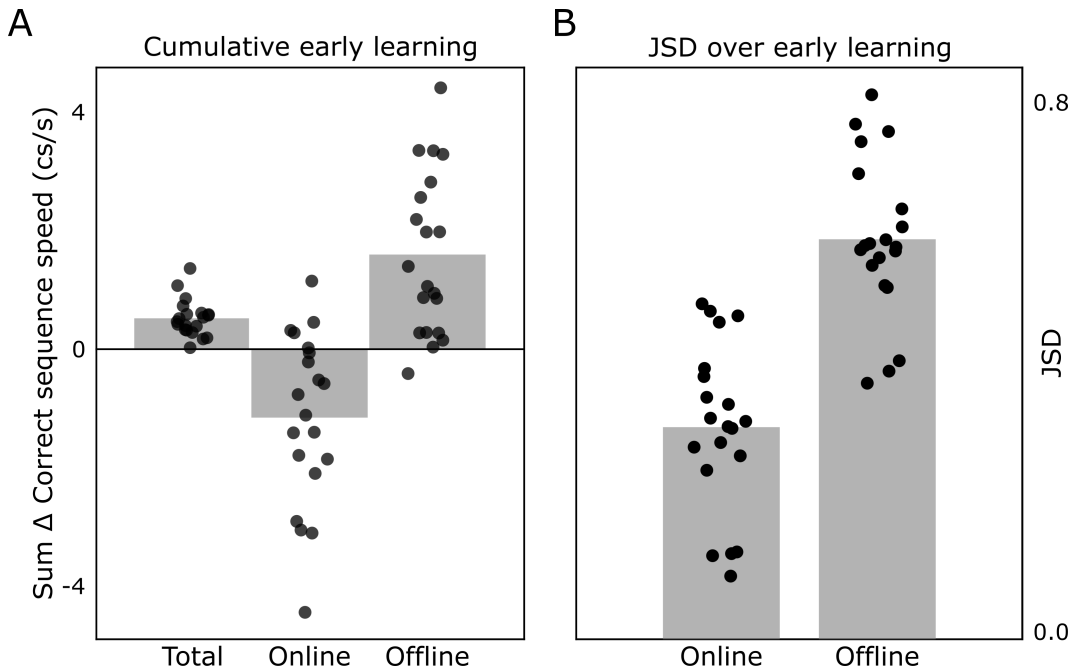 A
Cumulative early learning
Sum Δ Correct sequence speed (cs/s)
4
0
-4
Total
Online
Offline
B
JSD over early learning
0.8
JSD
0.0
Online
Offline